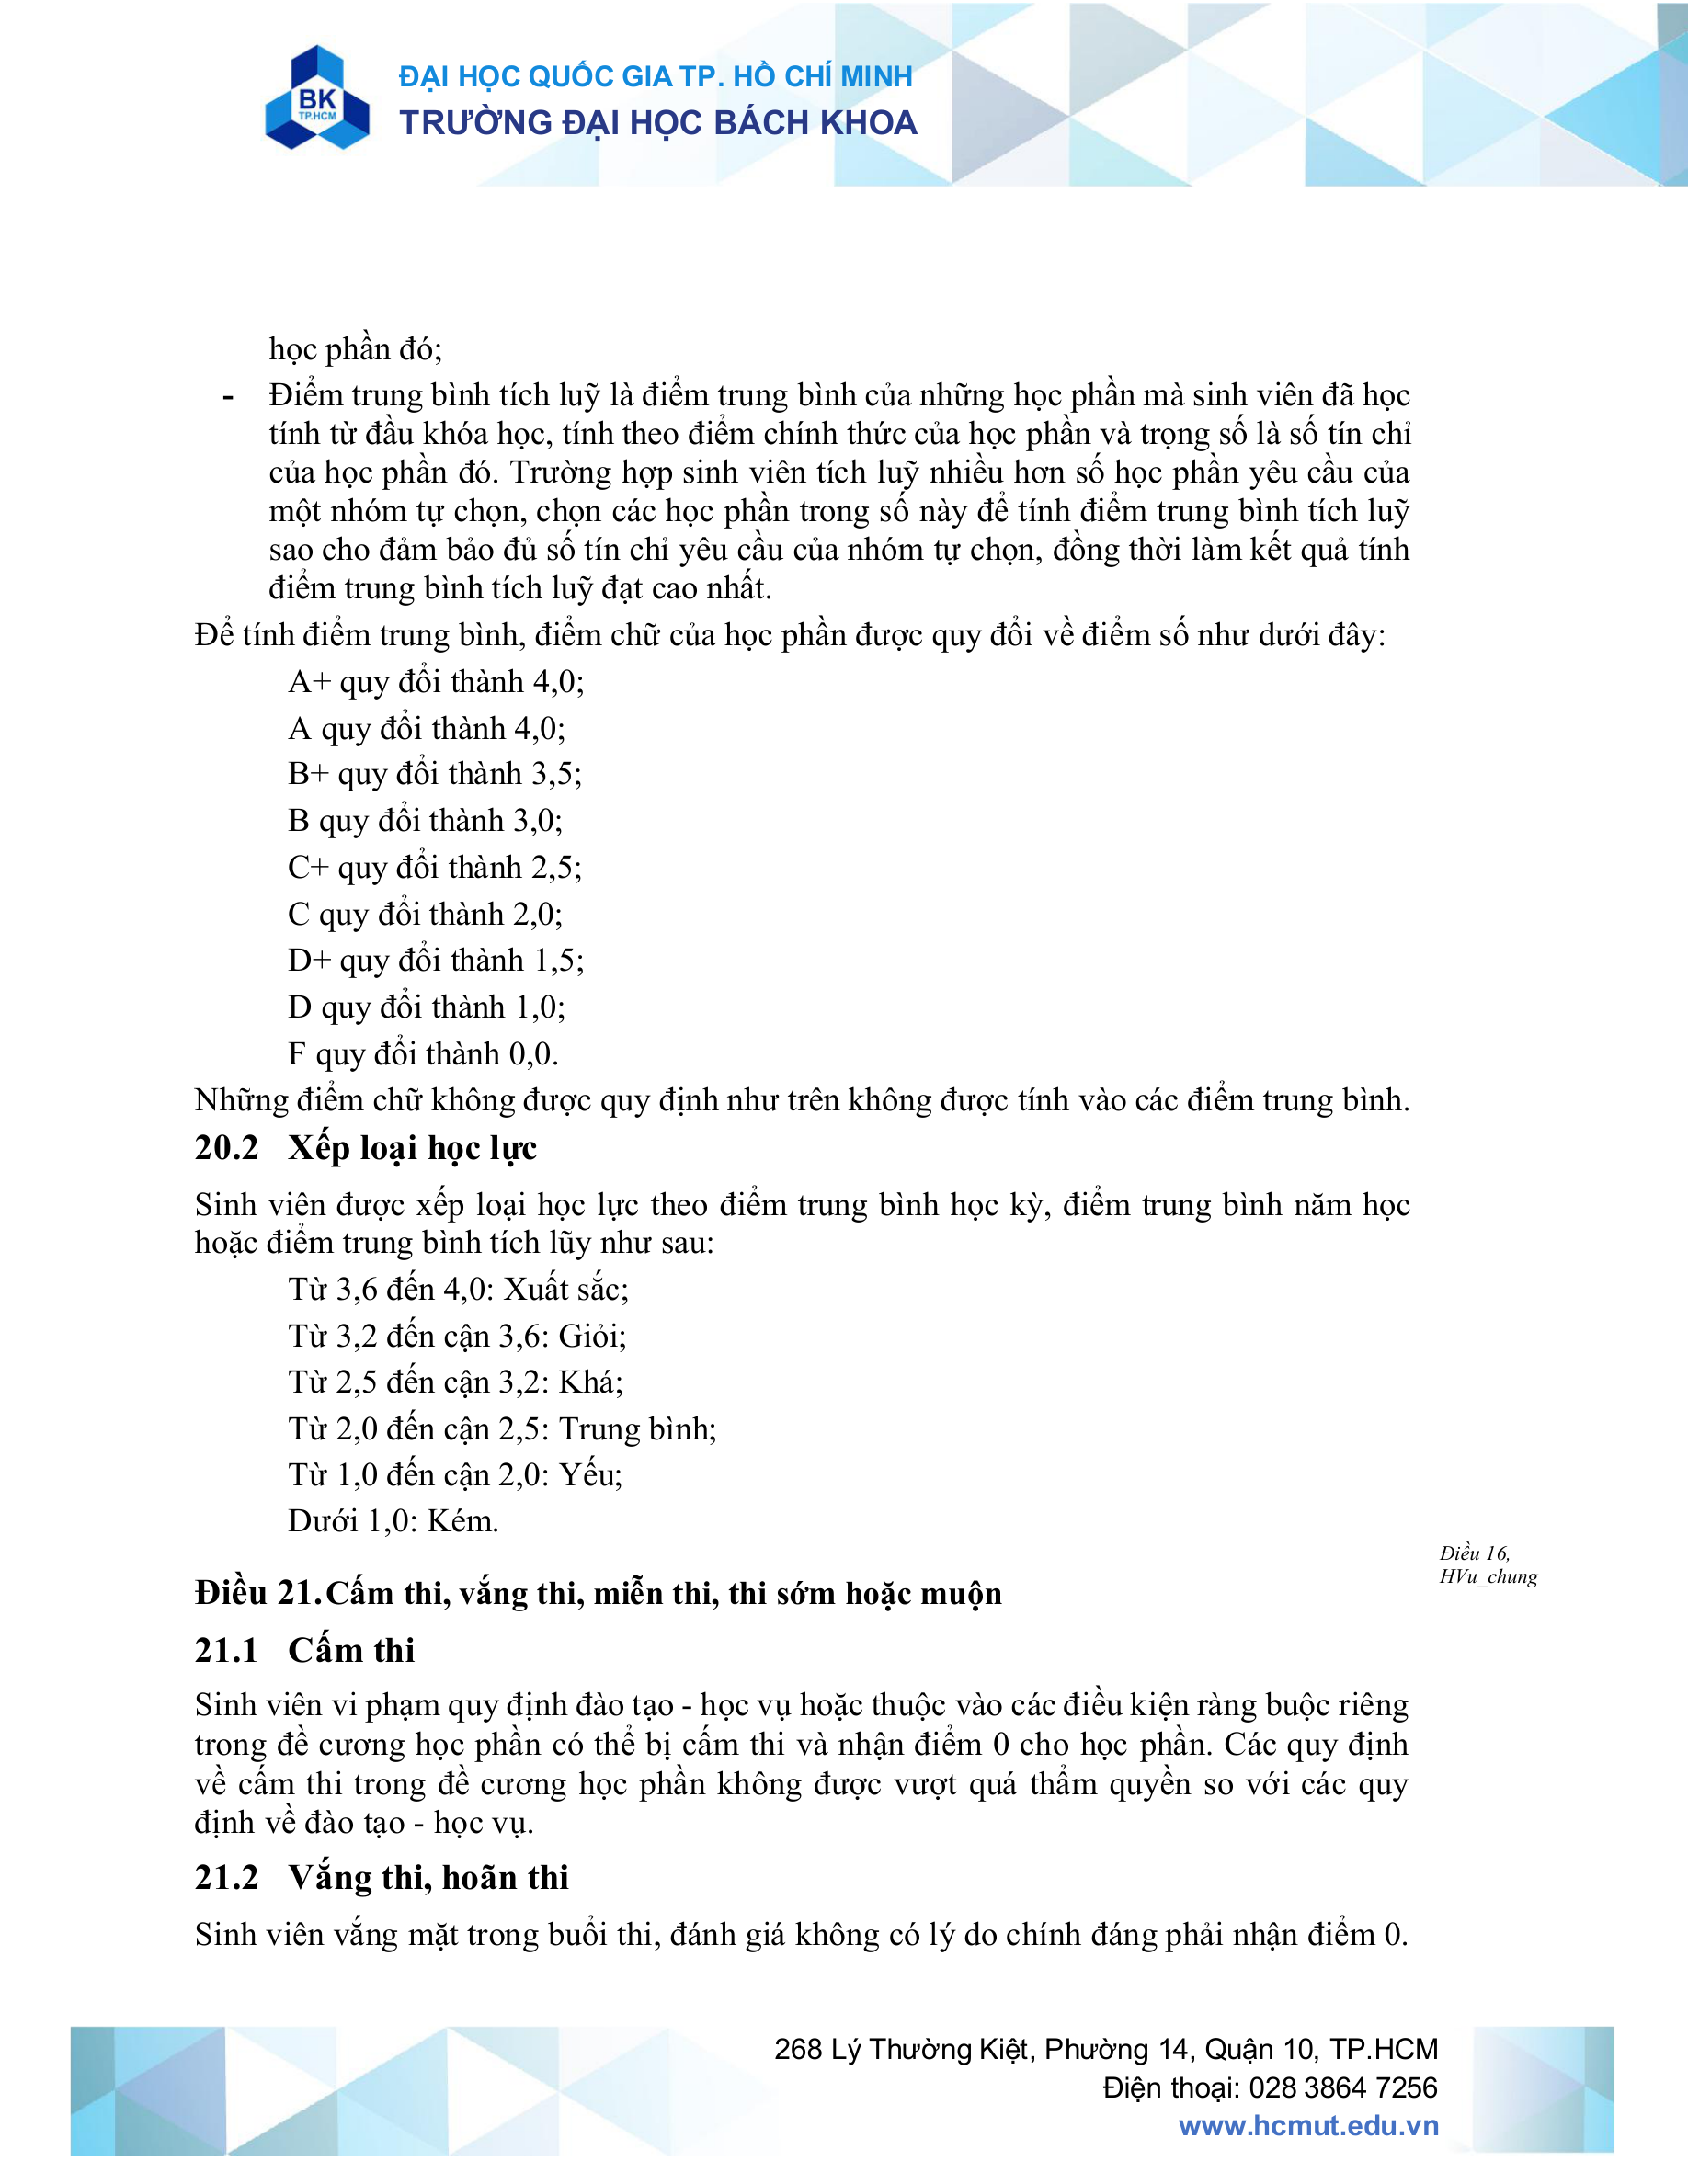 BK
TP.HCM
ĐẠI HỌC QUỐC GIA TP. HỒ CHÍ MINH
TRƯỜNG ĐẠI HỌC BÁCH KHOA
học phần đó;
- Điểm trung bình tích luỹ là điểm trung bình của những học phần mà sinh viên đã học
tính từ đầu khóa học, tính theo điểm chính thức của học phần và trọng số là số tín chỉ
của học phần đó. Trường hợp sinh viên tích luỹ nhiều hơn số học phần yêu cầu của
một nhóm tự chọn, chọn các học phần trong số này để tính điểm trung bình tích luỹ
sao cho đảm bảo đủ số tín chỉ yêu cầu của nhóm tự chọn, đồng thời làm kết quả tính
điểm trung bình tích luỹ đạt cao nhất.
Để tính điểm trung bình, điểm chữ của học phần được quy đổi về điểm số như dưới đây:
A+ quy đổi thành 4,0;
A quy đổi thành 4,0;
B+ quy đổi thành 3,5;
B quy đổi thành 3,0;
C+ quy đổi thành 2,5;
C quy đổi thành 2,0;
D+ quy đổi thành 1,5;
D quy đổi thành 1,0;
F quy đổi thành 0,0.
Những điểm chữ không được quy định như trên không được tính vào các điểm trung bình.
20.2 Xếp loại học lực
Sinh viên được xếp loại học lực theo điểm trung bình học kỳ, điểm trung bình năm học
hoặc điểm trung bình tích lũy như sau:
Từ 3,6 đến 4,0: Xuất sắc;
Từ 3,2 đến cận 3,6: Giỏi;
Từ 2,5 đến cận 3,2: Khá;
Từ 2,0 đến cận 2,5: Trung bình;
Từ 1,0 đến cận 2,0: Yếu;
Dưới 1,0: Kém.
Điều 16,
HVu_chung
Điều 21. Cấm thi, vắng thi, miễn thi, thi sớm hoặc muộn
21.1 Cấm thi
Sinh viên vi phạm quy định đào tạo - học vụ hoặc thuộc vào các điều kiện ràng buộc riêng
trong đề cương học phần có thể bị cấm thi và nhận điểm 0 cho học phần. Các quy định
về cấm thi trong đề cương học phần không được vượt quá thẩm quyền so với các quy
định về đào tạo - học vụ.
21.2 Vắng thi, hoãn thi
Sinh viên vắng mặt trong buổi thi, đánh giá không có lý do chính đáng phải nhận điểm 0.
268 Lý Thường Kiệt, Phường 14, Quận 10, TP.HCM
Điện thoại: 028 3864 7256
www.hcmut.edu.vn